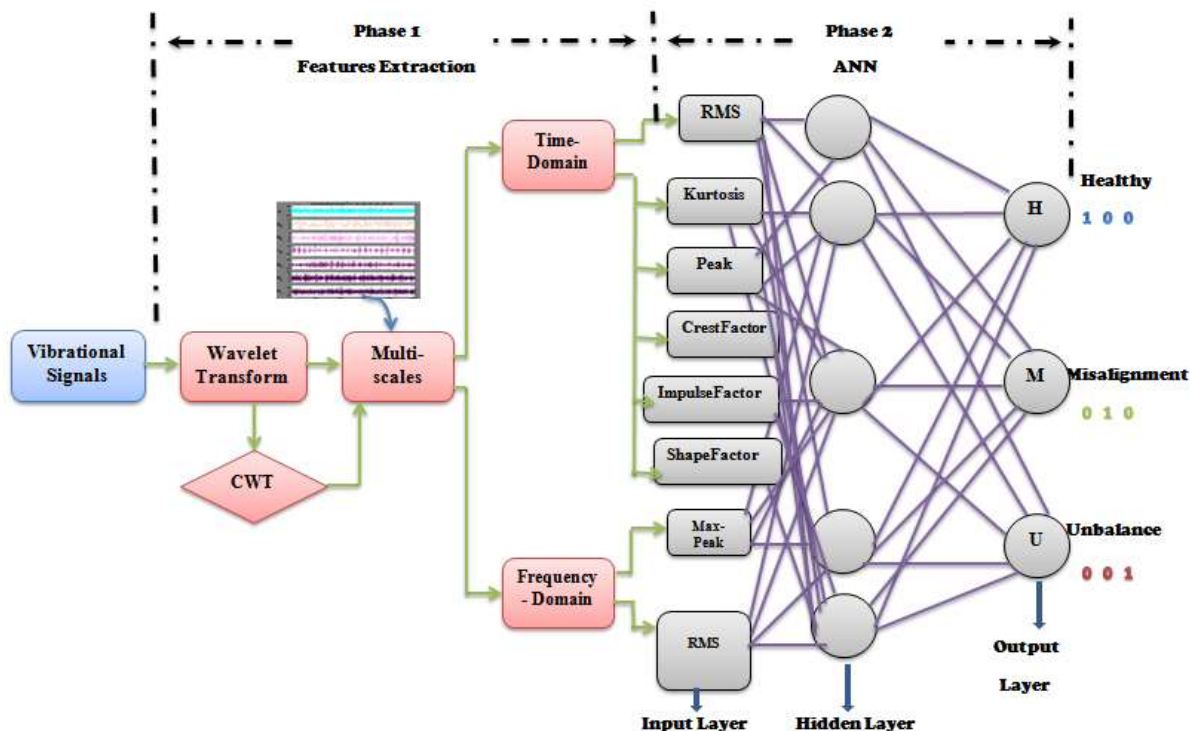 Phase 1
Features Extraction
Phase 2
ANN
Vibrational
Signals
Wavelet
Transform
CWT
Multi-
scales
Time-
Domain
Frequency
- Domain
RMS
Kurtosis
Peak
CrestFactor
ImpulseFactor
ShapeFactor
Max-
Peak
RMS
Input Layer
Hidden Layer
H
M
U
Healthy
1 0 0
Misalignment
0 1 0
Unbalance
0 0 1
Output
Layer